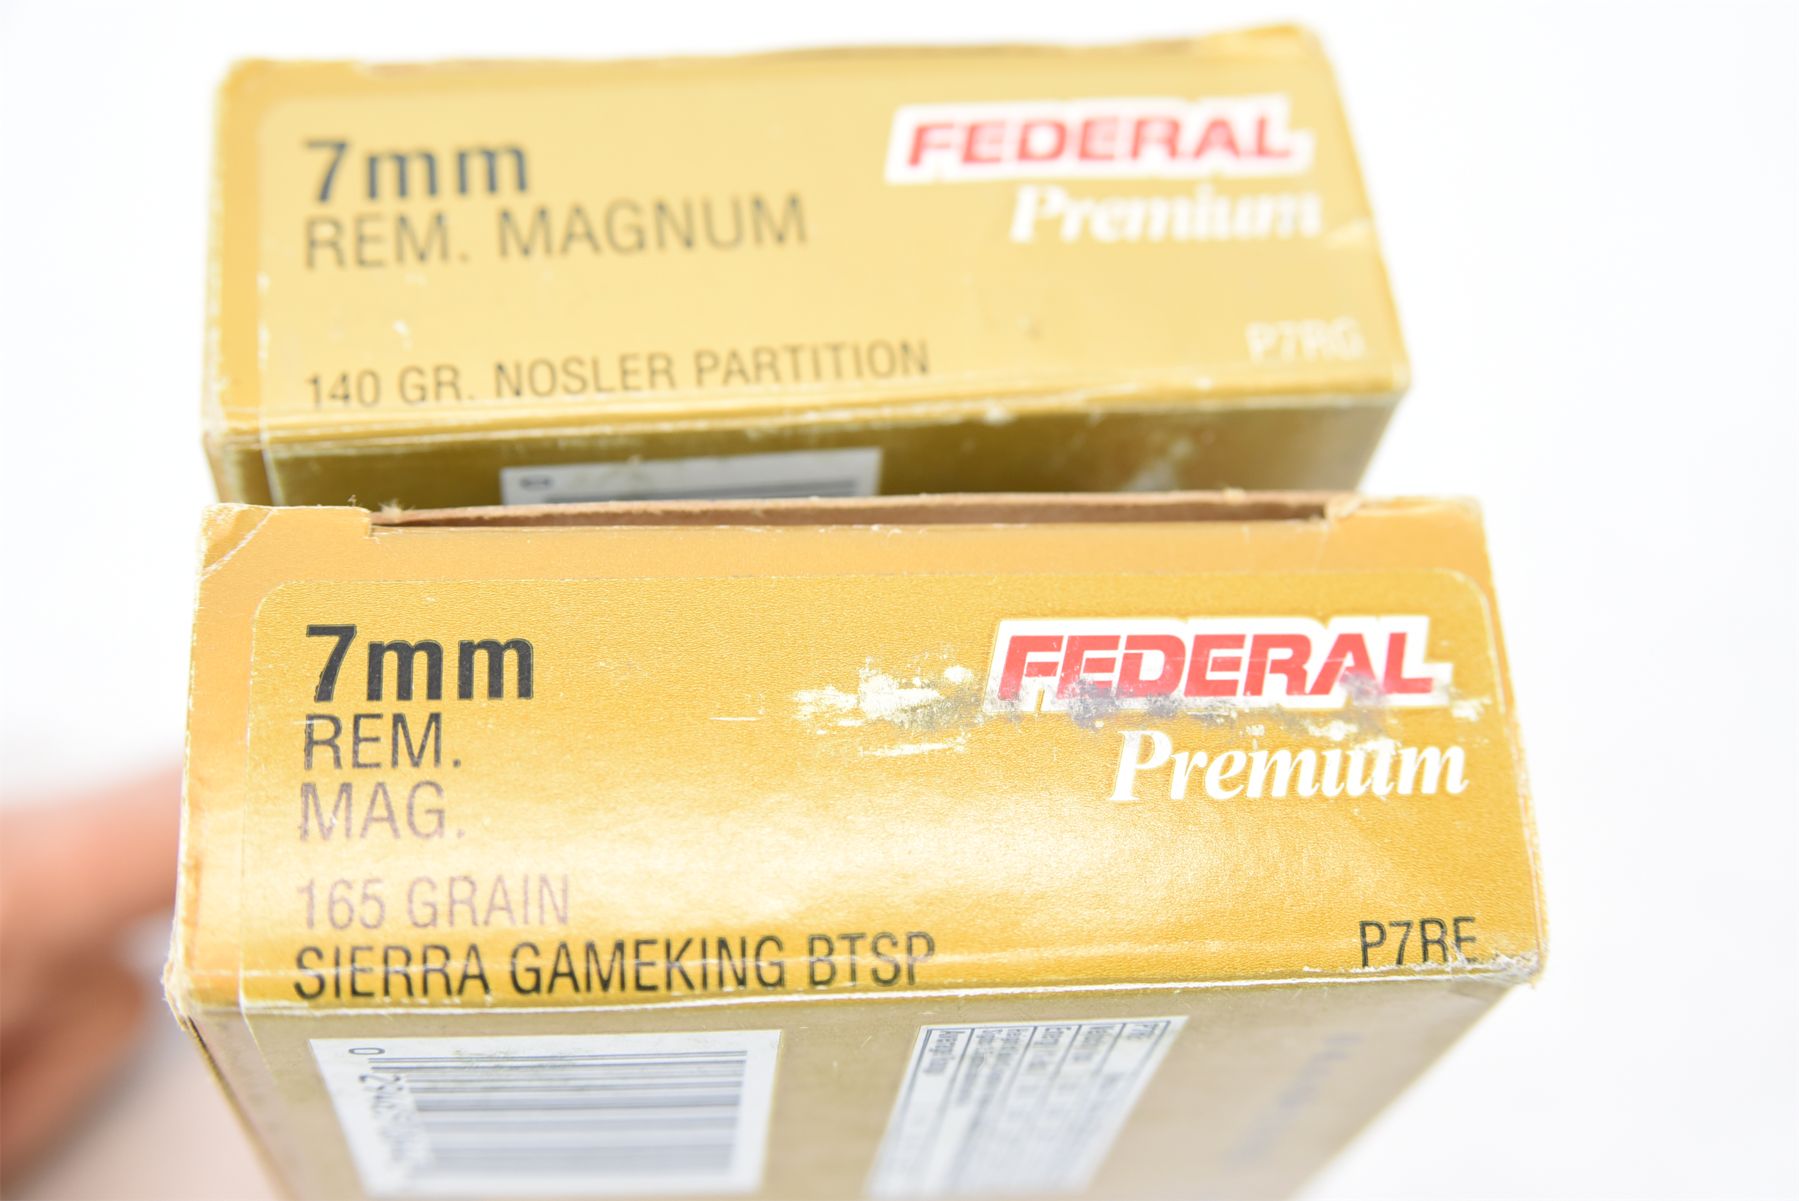 7mm
REM. MAGNUM
140 GR. NOSLER PARTITION
FEDERAL
Premium
P7RG
7mm
REM.
MAG.
165 GRAIN
SIERRA GAMEKING BTSP
FEDERAL
Premium
P7RE